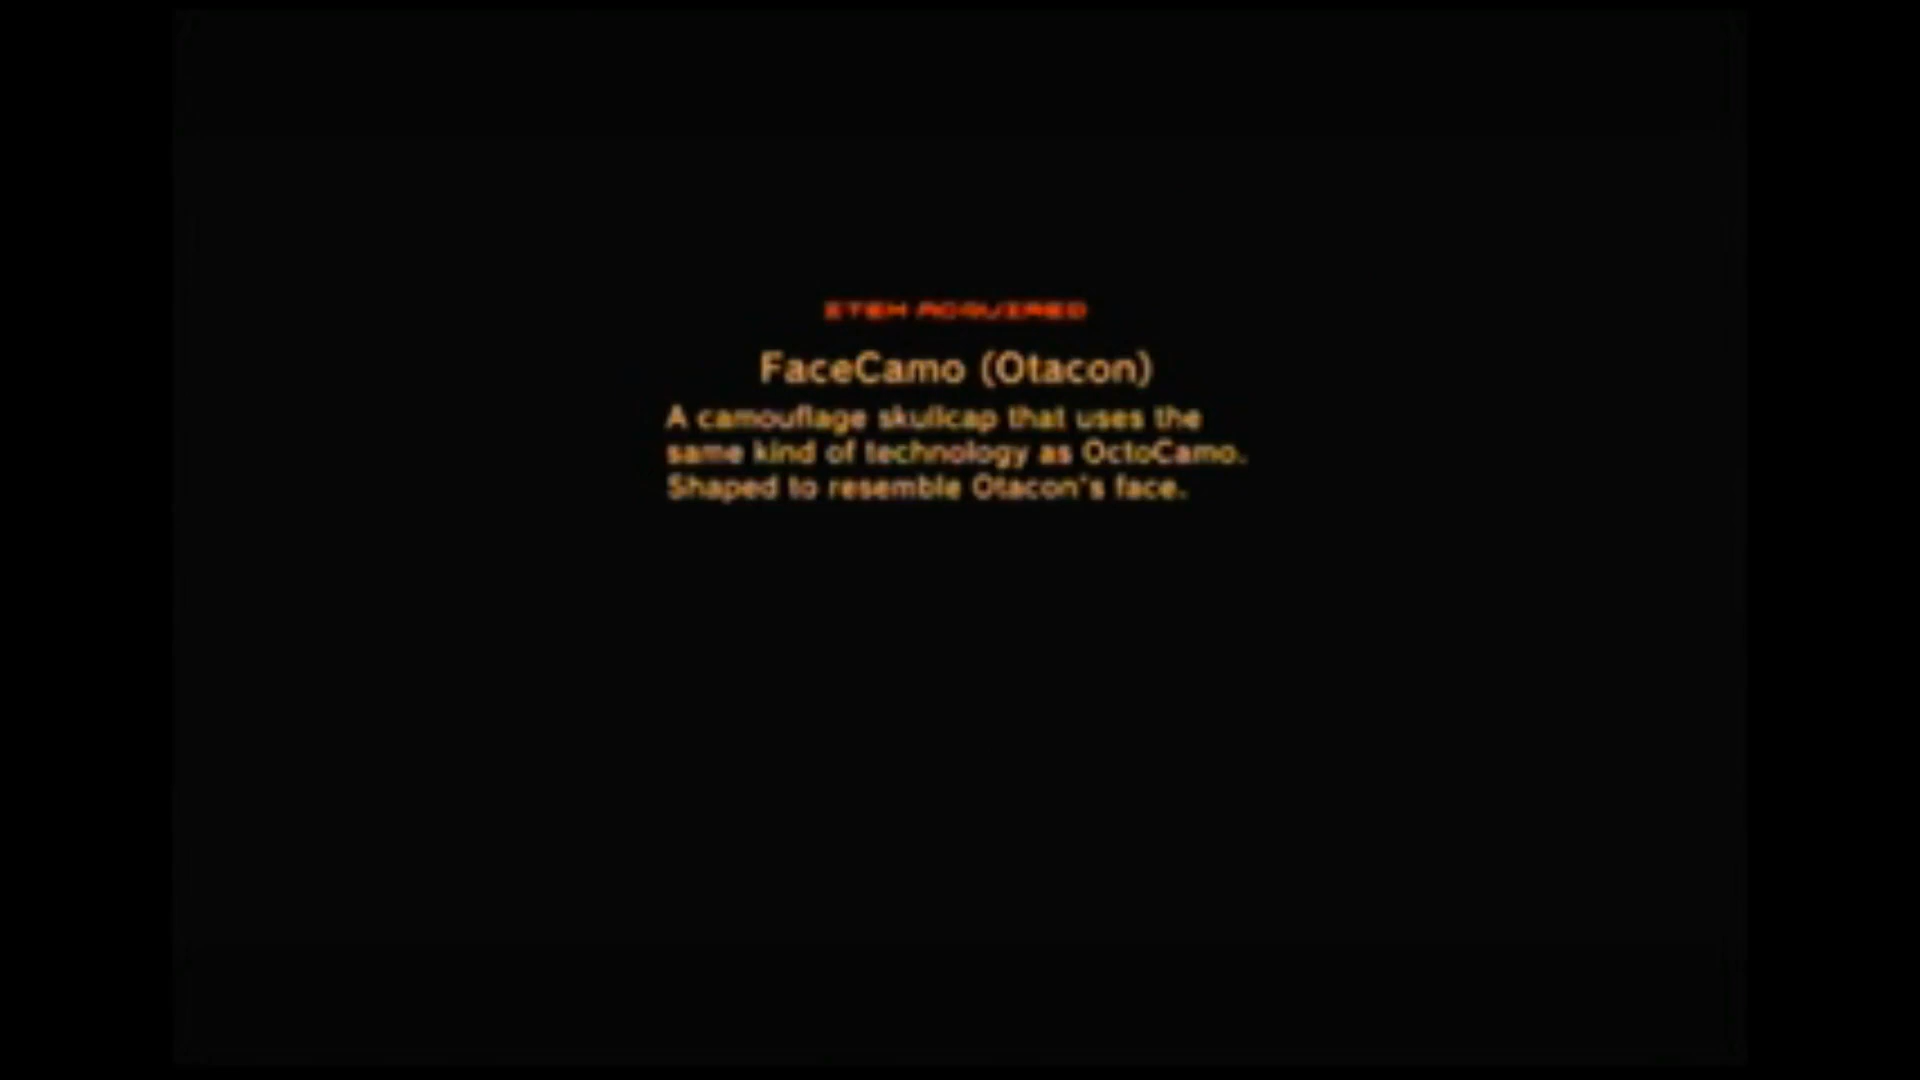 ITEM ACQUIRED
FaceCamo (Otacon)
A camouflage skullcap that uses the
same kind of technology as OctoCamo.
Shaped to resemble Otacon's face.